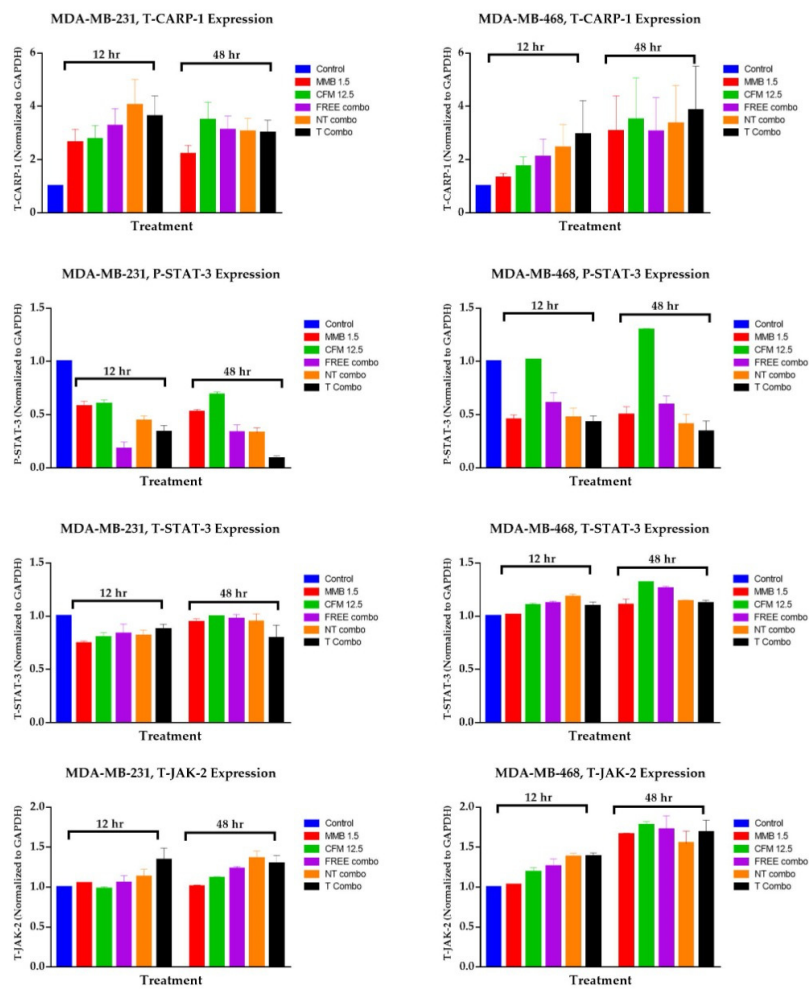 MDA-MB-231, T-CARP-1 Expression
T-CARP-1 (Normalized to GAPDH)
6
4
2
0
12 hr
48 hr
Control
MMB 1.5
CFM 12.5
FREE combo
NT combo
T Combo
Treatment
MDA-MB-468, T-CARP-1 Expression
T-CARP-1 (Normalized to GAPDH)
6
4
2
0
12 hr
48 hr
Control
MMB 1.5
CFM 12.5
FREE combo
NT combo
T Combo
Treatment
MDA-MB-231, P-STAT-3 Expression
P-STAT-3 (Normalized to GAPDH)
1.5
1.0
0.5
0.0
12 hr
48 hr
Control
MMB 1.5
CFM 12.5
FREE combo
NT combo
T Combo
Treatment
MDA-MB-468, P-STAT-3 Expression
P-STAT-3 (Normalized to GAPDH)
1.5
1.0
0.5
0.0
12 hr
48 hr
Control
MMB 1.5
CFM 12.5
FREE combo
NT combo
T Combo
Treatment
MDA-MB-231, T-STAT-3 Expression
T-STAT-3 (Normalized to GAPDH)
1.5
1.0
0.5
0.0
12 hr
48 hr
Control
MMB 1.5
CFM 12.5
FREE combo
NT combo
T Combo
Treatment
MDA-MB-468, T-STAT-3 Expression
T-STAT-3 (Normalized to GAPDH)
1.5
1.0
0.5
0.0
12 hr
48 hr
Control
MMB 1.5
CFM 12.5
FREE combo
NT combo
T Combo
Treatment
MDA-MB-231, T-JAK-2 Expression
T-JAK-2 (Normalized to GAPDH)
2.0
1.5
1.0
0.5
0.0
12 hr
48 hr
Control
MMB 1.5
CFM 12.5
FREE combo
NT combo
T Combo
Treatment
MDA-MB-468, T-JAK-2 Expression
T-JAK-2 (Normalized to GAPDH)
2.0
1.5
1.0
0.5
0.0
12 hr
48 hr
Control
MMB 1.5
CFM 12.5
FREE combo
NT combo
T Combo
Treatment